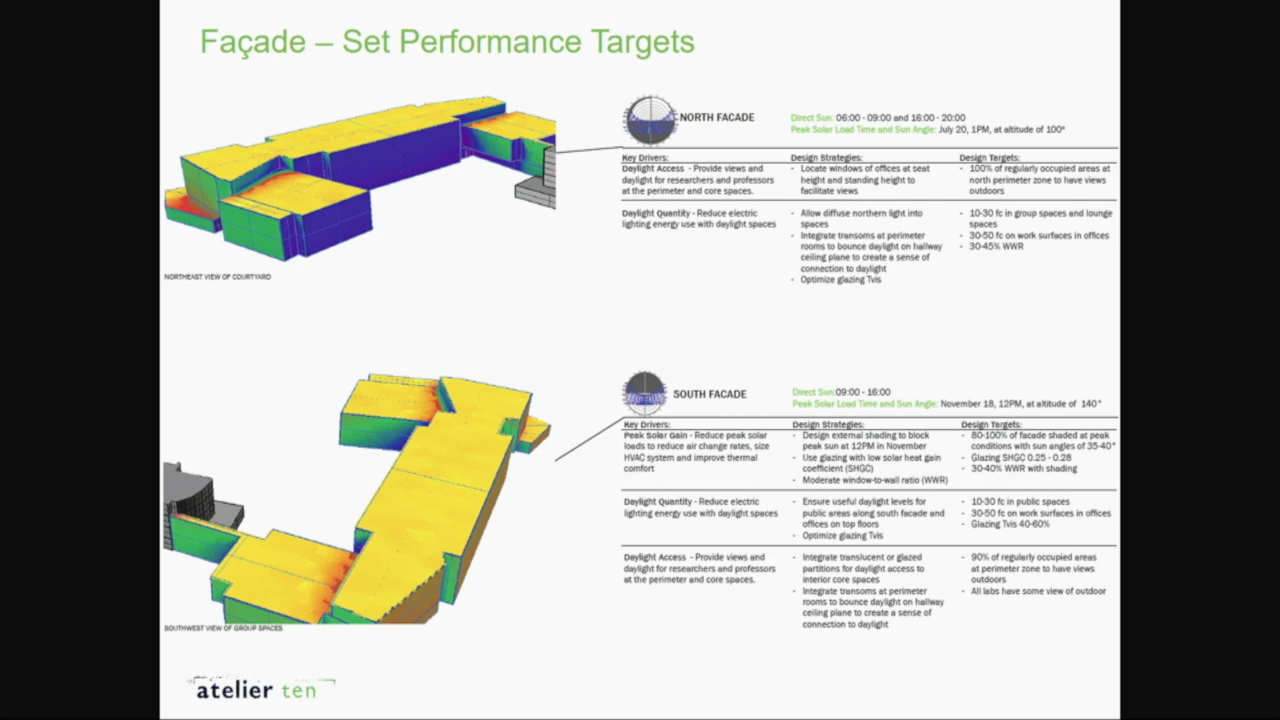 Façade – Set Performance Targets
NORTH FACADE
Direct Sun: 06:00 - 09:00 and 16:00 - 20:00
Peak Solar Load Time and Sun Angle: July 20, 1PM, at altitude of 100°
Key Drivers:
Daylight Access - Provide views and
daylight for researchers and professors
at the perimeter and core spaces.
Design Strategies:
- Locate windows of offices at seat
height and standing height to
facilitate views
Design Targets:
- 100% of regularly occupied areas at
north perimeter zone to have views
outdoors
Daylight Quantity - Reduce electric
lighting energy use with daylight spaces
- Allow diffuse northern light into
spaces
- Integrate transoms at perimeter
rooms to bounce daylight on hallway
ceiling plane to create a sense of
connection to daylight
- Optimize glazing Tvis
- 10-30 fc in group spaces and lounge
spaces
- 30-50 fc on work surfaces in offices
- 30-45% WWR
NORTHEAST VIEW OF COURTYARD
SOUTH FACADE
Direct Sun: 09:00 - 16:00
Peak Solar Load Time and Sun Angle: November 18, 12PM, at altitude of 140°
Key Drivers:
Peak Solar Gain - Reduce peak solar
loads to reduce air change rates, size
HVAC system and improve thermal
comfort
Design Strategies:
- Design external shading to block
peak sun at 12PM in November
- Use glazing with low solar heat gain
coefficient (SHGC)
- Moderate window-to-wall ratio (WWR)
Design Targets:
- 80-100% of facade shaded at peak
conditions with sun angles of 35-40°
- Glazing SHGC 0.25 - 0.28
- 30-40% WWR with shading
Daylight Quantity - Reduce electric
lighting energy use with daylight spaces
- Ensure useful daylight levels for
public areas along south facade and
offices on top floors
- Optimize glazing Tvis
- 10-30 fc in public spaces
- 30-50 fc on work surfaces in offices
- Glazing Tvis 40-60%
Daylight Access - Provide views and
daylight for researchers and professors
at the perimeter and core spaces.
- Integrate translucent or glazed
partitions for daylight access to
interior core spaces
- Integrate transoms at perimeter
rooms to bounce daylight on hallway
ceiling plane to create a sense of
connection to daylight
- 90% of regularly occupied areas
at perimeter zone to have views
outdoors
- All labs have some view of outdoor
SOUTHWEST VIEW OF GROUP SPACES
atelier ten